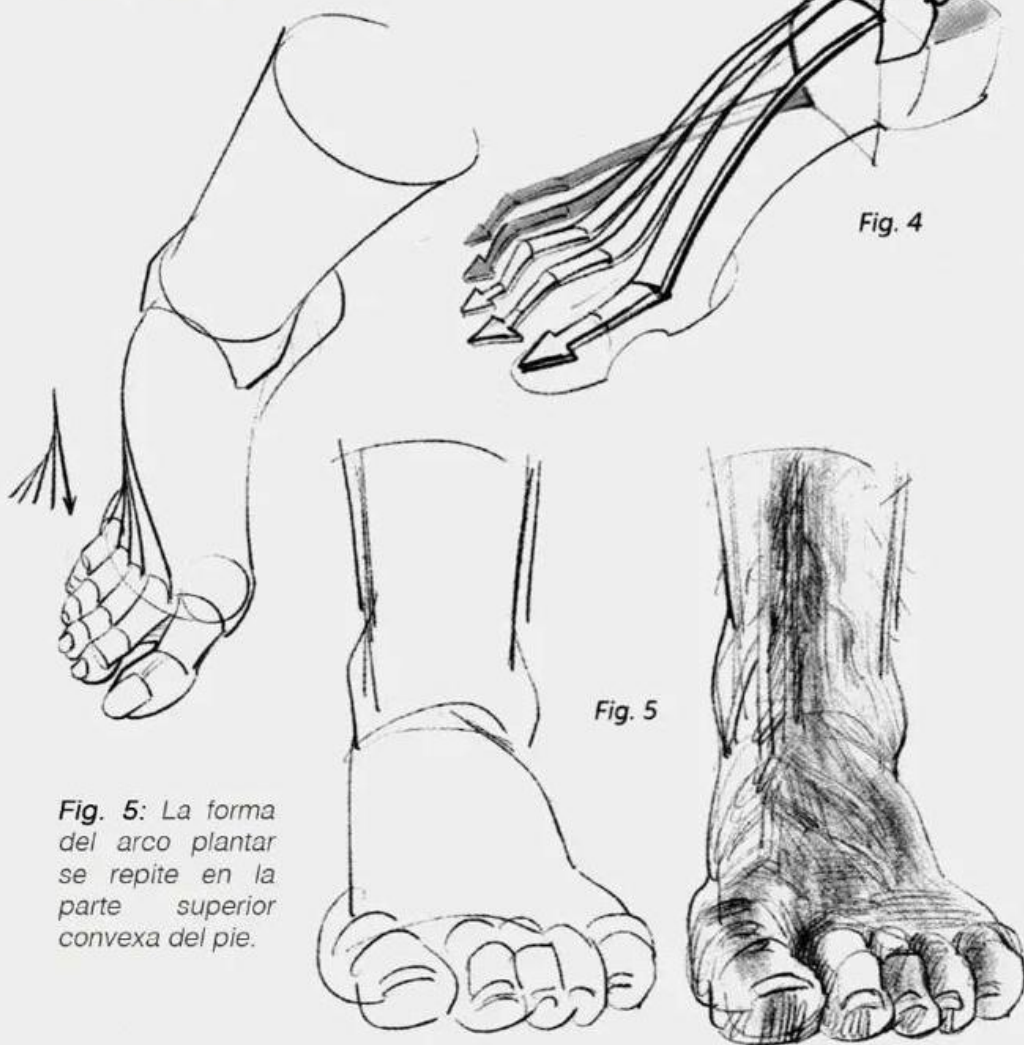 Fig. 4
Fig. 5
Fig. 5: La forma
del arco plantar
se repite en la
parte superior
convexa del pie.